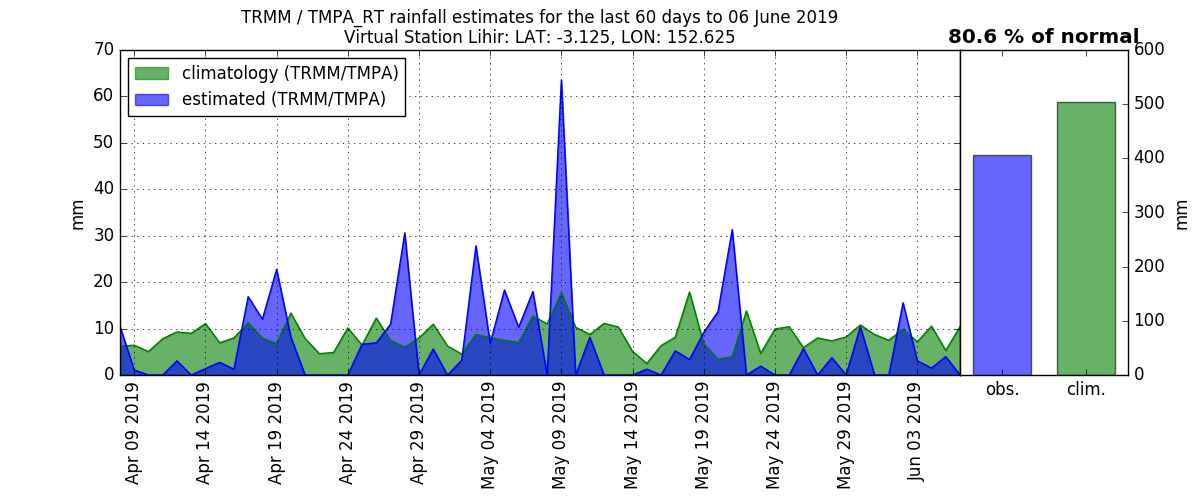 TRMM / TMPA_RT rainfall estimates for the last 60 days to 06 June 2019
Virtual Station Lihir: LAT: -3.125, LON: 152.625
80.6 % of normal
climatology (TRMM/TMPA)
estimated (TRMM/TMPA)
70
60
50
40
30
20
10
0
mm
Apr 09 2019
Apr 14 2019
Apr 19 2019
Apr 24 2019
Apr 29 2019
May 04 2019
May 09 2019
May 14 2019
May 19 2019
May 24 2019
May 29 2019
Jun 03 2019
600
500
400
300
200
100
0
mm
obs.
clim.